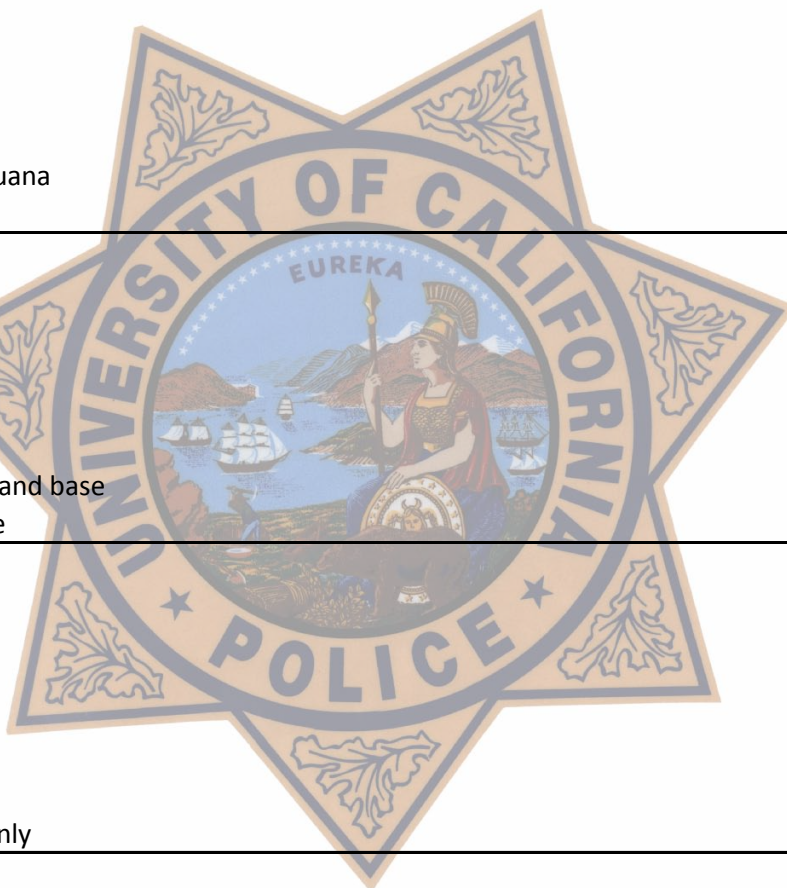 uana
UNIVERSITY OF CALIFORNIA
EUREKA
and base
e
POLICE
nly